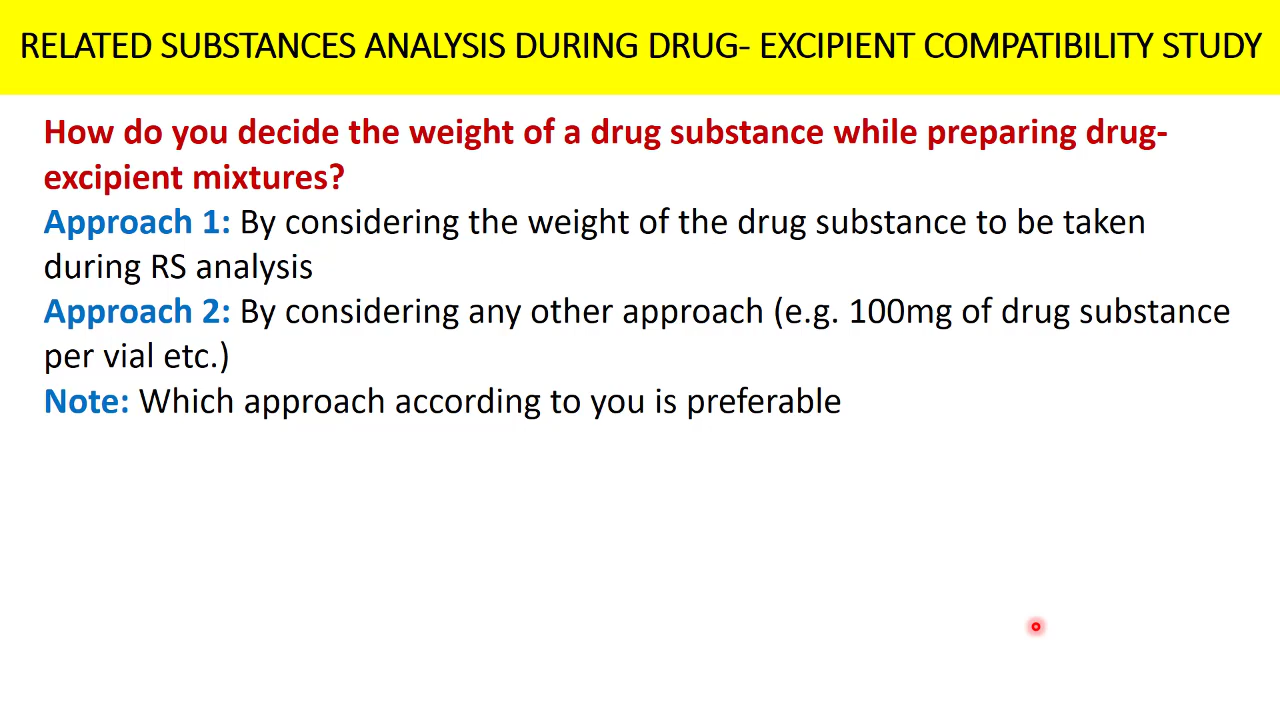 RELATED SUBSTANCES ANALYSIS DURING DRUG- EXCIPIENT COMPATIBILITY STUDY
How do you decide the weight of a drug substance while preparing drug-
excipient mixtures?
Approach 1: By considering the weight of the drug substance to be taken
during RS analysis
Approach 2: By considering any other approach (e.g. 100mg of drug substance
per vial etc.)
Note: Which approach according to you is preferable